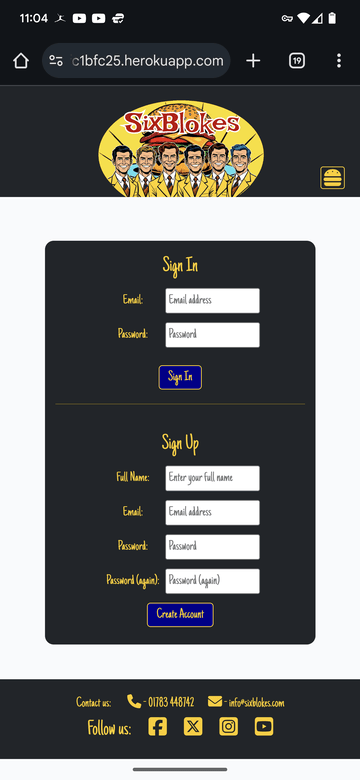 11:04
c1bfc25.herokuapp.com
19
SixBlokes
Sign In
Email: Email address
Password: Password
Sign In
Sign Up
Full Name: Enter your full name
Email: Email address
Password: Password
Password (again): Password (again)
Create Account
Contact us: - 01783 448742 - info@sixblokes.com
Follow us: